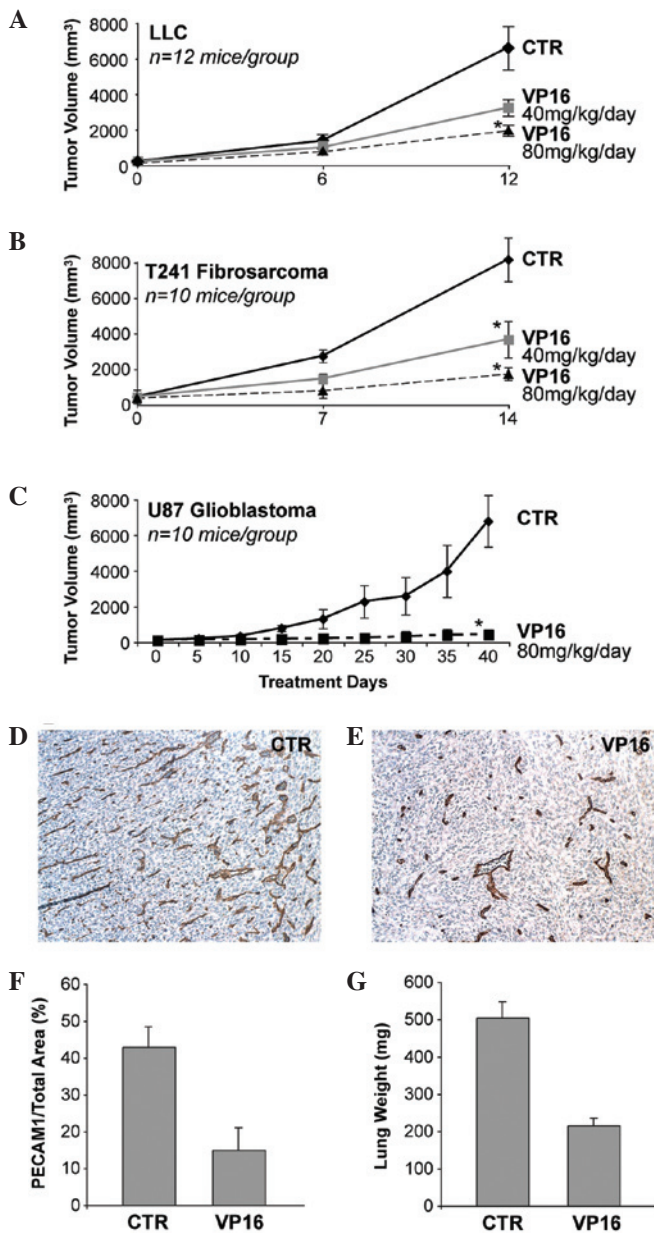 A
LLC
n=12 mice/group
Tumor Volume (mm³)
8000
6000
4000
2000
0
0
6
12
CTR
VP16
40mg/kg/day
*
VP16
80mg/kg/day
B
T241 Fibrosarcoma
n=10 mice/group
Tumor Volume (mm³)
8000
6000
4000
2000
0
0
7
14
CTR
*
VP16
40mg/kg/day
*
VP16
80mg/kg/day
C
U87 Glioblastoma
n=10 mice/group
Tumor Volume (mm³)
8000
6000
4000
2000
0
0 5 10 15 20 25 30 35 40
Treatment Days
CTR
*
VP16
80mg/kg/day
D
CTR
E
VP16
F
PECAM1/Total Area (%)
60
50
40
30
20
10
0
CTR VP16
G
Lung Weight (mg)
600
500
400
300
200
100
0
CTR VP16